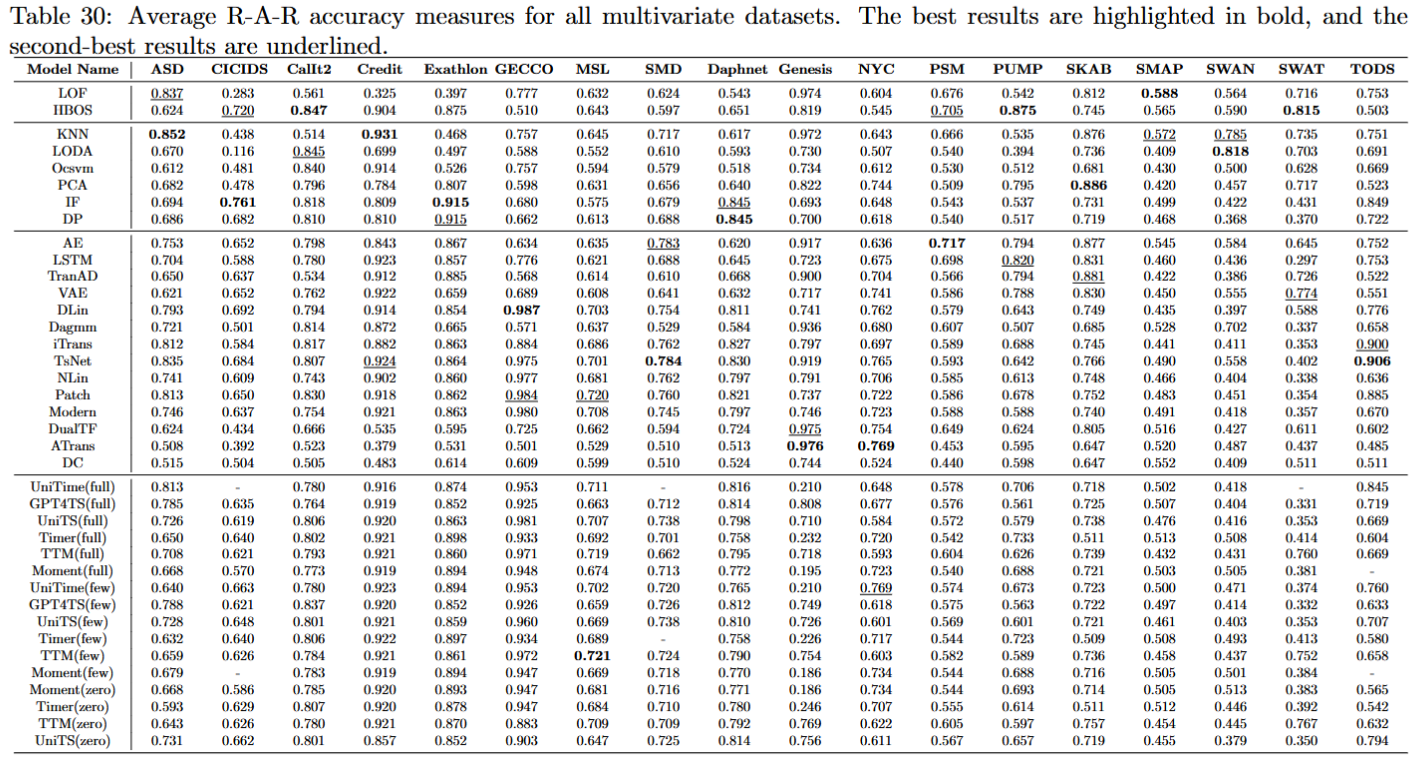 Table 30: Average R-A-R accuracy measures for all multivariate datasets. The best results are highlighted in bold, and the
second-best results are underlined.
Model Name ASD CICIDS CalIt2 Credit Exathlon GECCO MSL SMD Daphnet Genesis NYC PSM PUMP SKAB SMAP SWAN SWAT TODS
LOF 0.837 0.283 0.561 0.325 0.397 0.777 0.632 0.624 0.543 0.974 0.604 0.676 0.542 0.812 0.588 0.564 0.716 0.753
HBOS 0.624 0.720 0.847 0.904 0.875 0.510 0.643 0.597 0.651 0.819 0.545 0.705 0.875 0.745 0.565 0.590 0.815 0.503
KNN 0.852 0.438 0.514 0.931 0.468 0.757 0.645 0.717 0.617 0.972 0.643 0.666 0.535 0.876 0.572 0.785 0.735 0.751
LODA 0.670 0.116 0.845 0.699 0.497 0.588 0.552 0.610 0.593 0.730 0.507 0.540 0.394 0.736 0.409 0.818 0.703 0.691
Ocsvm 0.612 0.481 0.840 0.914 0.526 0.757 0.594 0.579 0.518 0.734 0.612 0.530 0.512 0.681 0.430 0.500 0.628 0.669
PCA 0.682 0.478 0.796 0.784 0.807 0.598 0.631 0.656 0.640 0.822 0.744 0.509 0.795 0.886 0.420 0.457 0.717 0.523
IF 0.694 0.761 0.818 0.809 0.915 0.680 0.575 0.679 0.845 0.693 0.648 0.543 0.537 0.731 0.499 0.422 0.431 0.849
DP 0.686 0.682 0.810 0.810 0.915 0.662 0.613 0.688 0.845 0.700 0.618 0.540 0.517 0.719 0.468 0.368 0.370 0.722
AE 0.753 0.652 0.798 0.843 0.867 0.634 0.635 0.783 0.620 0.917 0.636 0.717 0.794 0.877 0.545 0.584 0.645 0.752
LSTM 0.704 0.588 0.780 0.923 0.857 0.776 0.621 0.688 0.645 0.723 0.675 0.698 0.820 0.831 0.460 0.436 0.297 0.753
TranAD 0.650 0.637 0.534 0.912 0.885 0.568 0.614 0.610 0.668 0.900 0.704 0.566 0.794 0.881 0.422 0.386 0.726 0.522
VAE 0.621 0.652 0.762 0.922 0.659 0.689 0.608 0.641 0.632 0.717 0.741 0.586 0.788 0.830 0.450 0.555 0.774 0.551
DLin 0.793 0.692 0.794 0.914 0.854 0.987 0.703 0.754 0.811 0.741 0.762 0.579 0.643 0.749 0.435 0.397 0.588 0.776
Dagmm 0.721 0.501 0.814 0.872 0.665 0.571 0.637 0.529 0.584 0.936 0.680 0.607 0.507 0.685 0.528 0.702 0.337 0.658
iTrans 0.812 0.584 0.817 0.882 0.863 0.884 0.686 0.762 0.827 0.797 0.697 0.589 0.688 0.745 0.441 0.411 0.353 0.900
TsNet 0.835 0.684 0.807 0.924 0.864 0.975 0.701 0.784 0.830 0.919 0.765 0.593 0.642 0.766 0.490 0.558 0.402 0.906
NLin 0.741 0.609 0.743 0.902 0.860 0.977 0.681 0.762 0.797 0.791 0.706 0.585 0.613 0.748 0.466 0.404 0.338 0.636
Patch 0.813 0.650 0.830 0.918 0.862 0.984 0.720 0.760 0.821 0.737 0.722 0.586 0.678 0.752 0.483 0.451 0.354 0.885
Modern 0.746 0.637 0.754 0.921 0.863 0.980 0.708 0.745 0.797 0.746 0.723 0.588 0.588 0.740 0.491 0.418 0.357 0.670
DualTF 0.624 0.434 0.666 0.535 0.595 0.725 0.662 0.594 0.724 0.975 0.754 0.649 0.624 0.805 0.516 0.427 0.611 0.602
ATrans 0.508 0.392 0.523 0.379 0.531 0.501 0.529 0.510 0.513 0.976 0.769 0.453 0.595 0.647 0.520 0.487 0.437 0.485
DC 0.515 0.504 0.505 0.483 0.614 0.609 0.599 0.510 0.524 0.744 0.524 0.440 0.598 0.647 0.552 0.409 0.511 0.511
UniTime(full) 0.813 - 0.780 0.916 0.874 0.953 0.711 - 0.816 0.210 0.648 0.578 0.706 0.718 0.502 0.418 - 0.845
GPT4TS(full) 0.785 0.635 0.764 0.919 0.852 0.925 0.663 0.712 0.814 0.808 0.677 0.576 0.561 0.725 0.507 0.404 0.331 0.719
UniTS(full) 0.726 0.619 0.806 0.920 0.863 0.981 0.707 0.738 0.798 0.710 0.584 0.572 0.579 0.738 0.476 0.416 0.353 0.669
Timer(full) 0.650 0.640 0.802 0.921 0.898 0.933 0.692 0.701 0.758 0.232 0.720 0.542 0.733 0.511 0.513 0.508 0.414 0.604
TTM(full) 0.708 0.621 0.793 0.921 0.860 0.971 0.719 0.662 0.795 0.718 0.593 0.604 0.626 0.739 0.432 0.431 0.760 0.669
Moment(full) 0.668 0.570 0.773 0.919 0.894 0.948 0.674 0.713 0.772 0.195 0.723 0.540 0.688 0.721 0.503 0.505 0.381 -
UniTime(few) 0.640 0.663 0.780 0.923 0.894 0.953 0.702 0.720 0.765 0.210 0.769 0.574 0.673 0.723 0.500 0.471 0.374 0.760
GPT4TS(few) 0.788 0.621 0.837 0.920 0.852 0.926 0.659 0.726 0.812 0.749 0.618 0.575 0.563 0.722 0.497 0.414 0.332 0.633
UniTS(few) 0.728 0.648 0.801 0.921 0.859 0.960 0.669 0.738 0.810 0.726 0.601 0.569 0.601 0.721 0.461 0.403 0.353 0.707
Timer(few) 0.632 0.640 0.806 0.922 0.897 0.934 0.689 - 0.758 0.226 0.717 0.544 0.723 0.509 0.508 0.493 0.413 0.580
TTM(few) 0.659 0.626 0.784 0.921 0.861 0.972 0.721 0.724 0.790 0.754 0.603 0.582 0.589 0.736 0.458 0.437 0.752 0.658
Moment(few) 0.679 - 0.783 0.919 0.894 0.947 0.669 0.718 0.770 0.186 0.734 0.544 0.688 0.716 0.505 0.501 0.384 -
Moment(zero) 0.668 0.586 0.785 0.920 0.893 0.947 0.681 0.716 0.771 0.186 0.734 0.544 0.693 0.714 0.505 0.513 0.383 0.565
Timer(zero) 0.593 0.629 0.807 0.920 0.878 0.947 0.684 0.710 0.780 0.246 0.707 0.555 0.614 0.511 0.512 0.446 0.392 0.542
TTM(zero) 0.643 0.626 0.780 0.921 0.870 0.883 0.709 0.709 0.792 0.769 0.622 0.605 0.597 0.757 0.454 0.445 0.767 0.632
UniTS(zero) 0.731 0.662 0.801 0.857 0.852 0.903 0.647 0.725 0.814 0.756 0.611 0.567 0.657 0.719 0.455 0.379 0.350 0.794